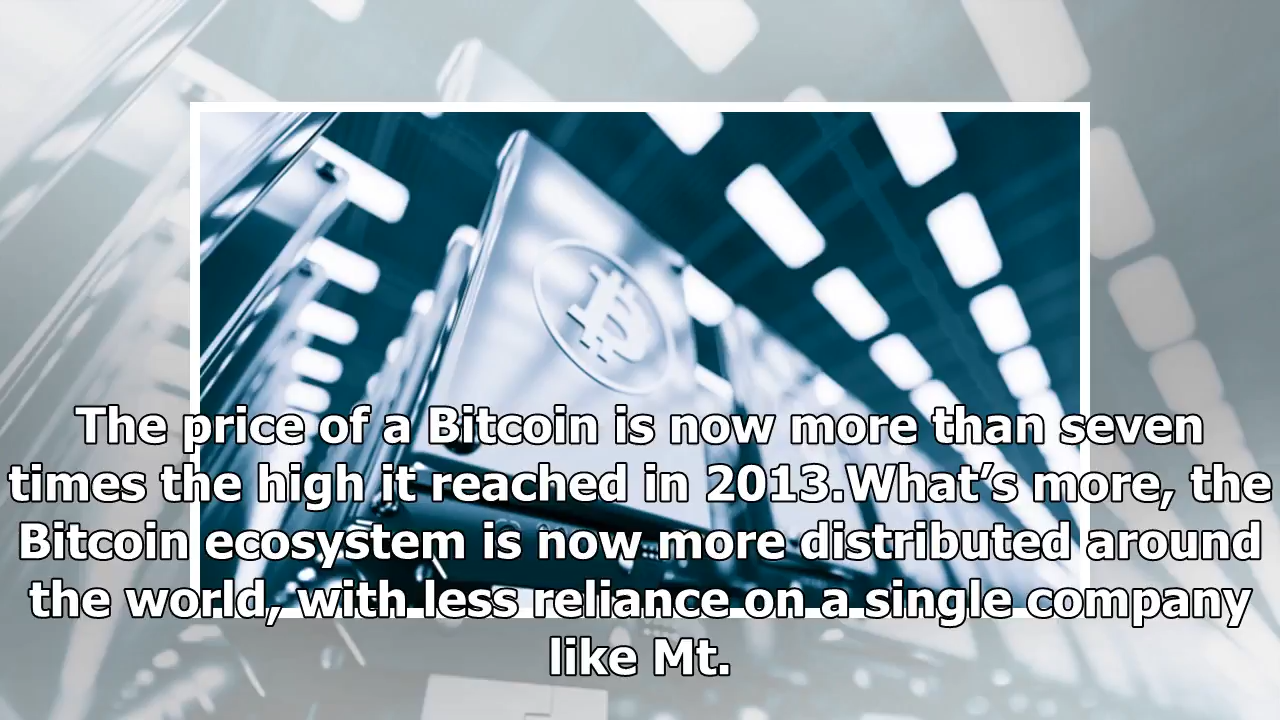 The price of a Bitcoin is now more than seven
times the high it reached in 2013.What’s more, the
Bitcoin ecosystem is now more distributed around
the world, with less reliance on a single company
like Mt.